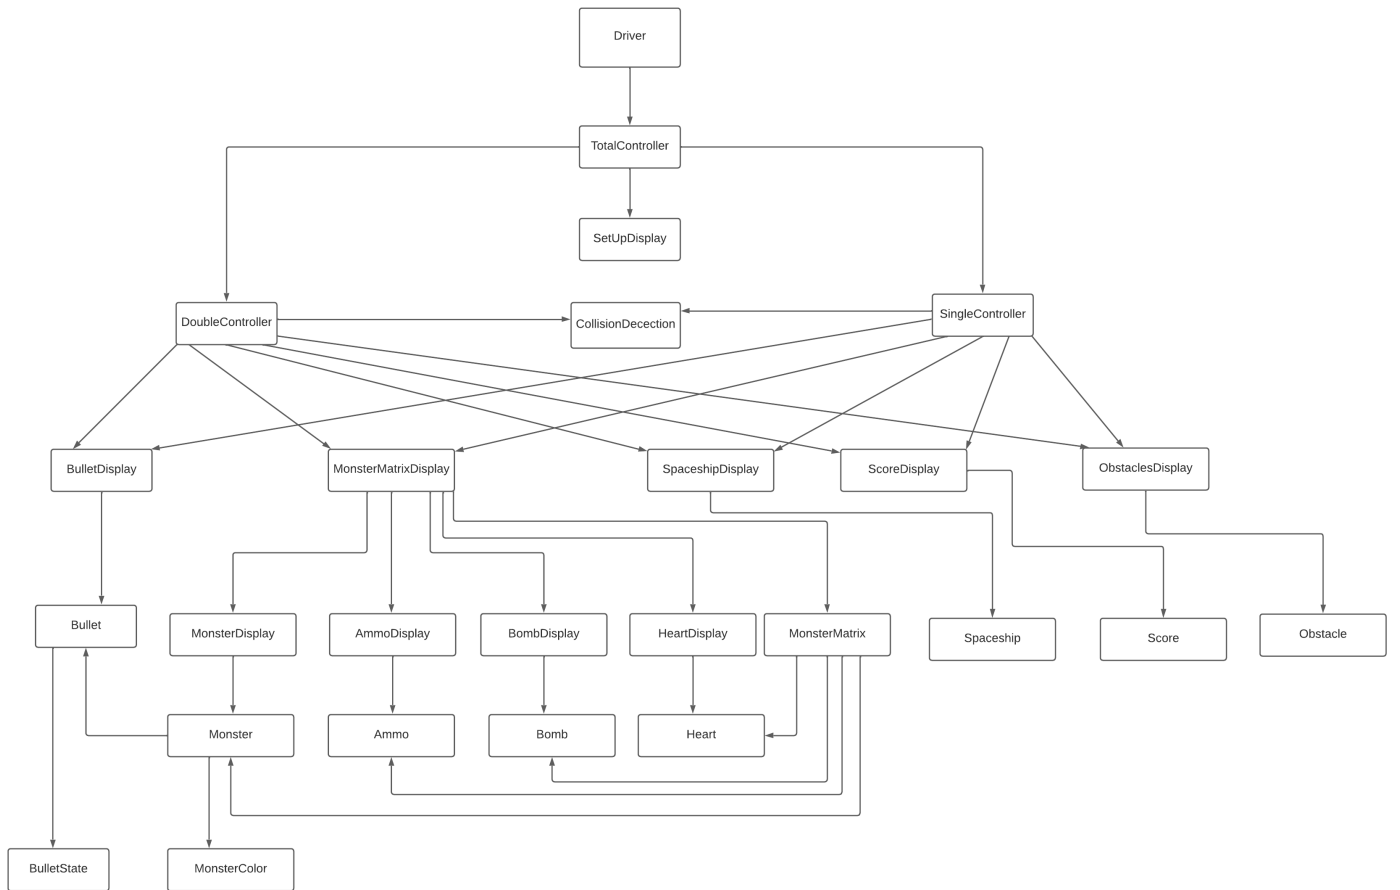 Driver
TotalController
SetUpDisplay
DoubleController
CollisionDecection
SingleController
BulletDisplay
MonsterMatrixDisplay
SpaceshipDisplay
ScoreDisplay
ObstaclesDisplay
Bullet
MonsterDisplay
AmmoDisplay
BombDisplay
HeartDisplay
MonsterMatrix
Spaceship
Score
Obstacle
Monster
Ammo
Bomb
Heart
BulletState
MonsterColor